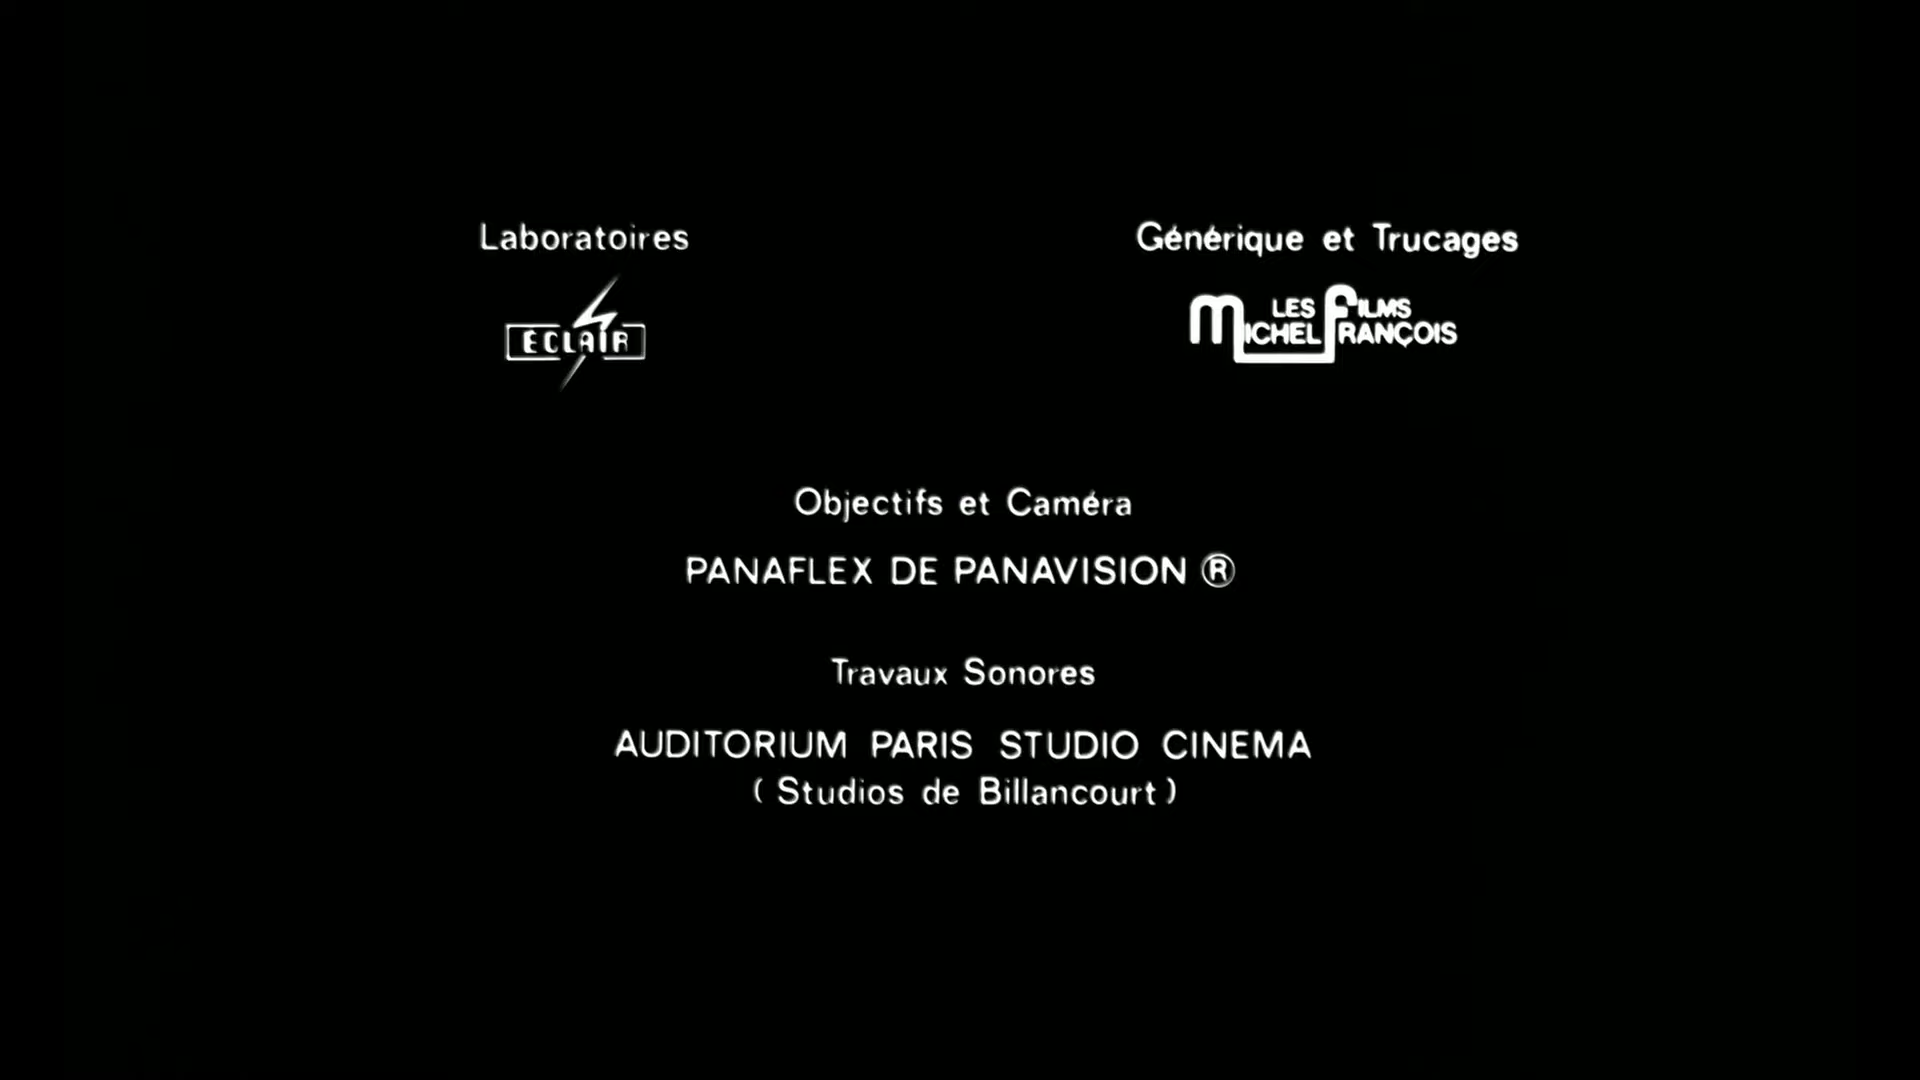 Laboratoires
ECLAIR
Générique et Trucages
LES FILMS
MICHEL FRANÇOIS
Objectifs et Caméra
PANAFLEX DE PANAVISION ®
Travaux Sonores
AUDITORIUM PARIS STUDIO CINEMA
( Studios de Billancourt )